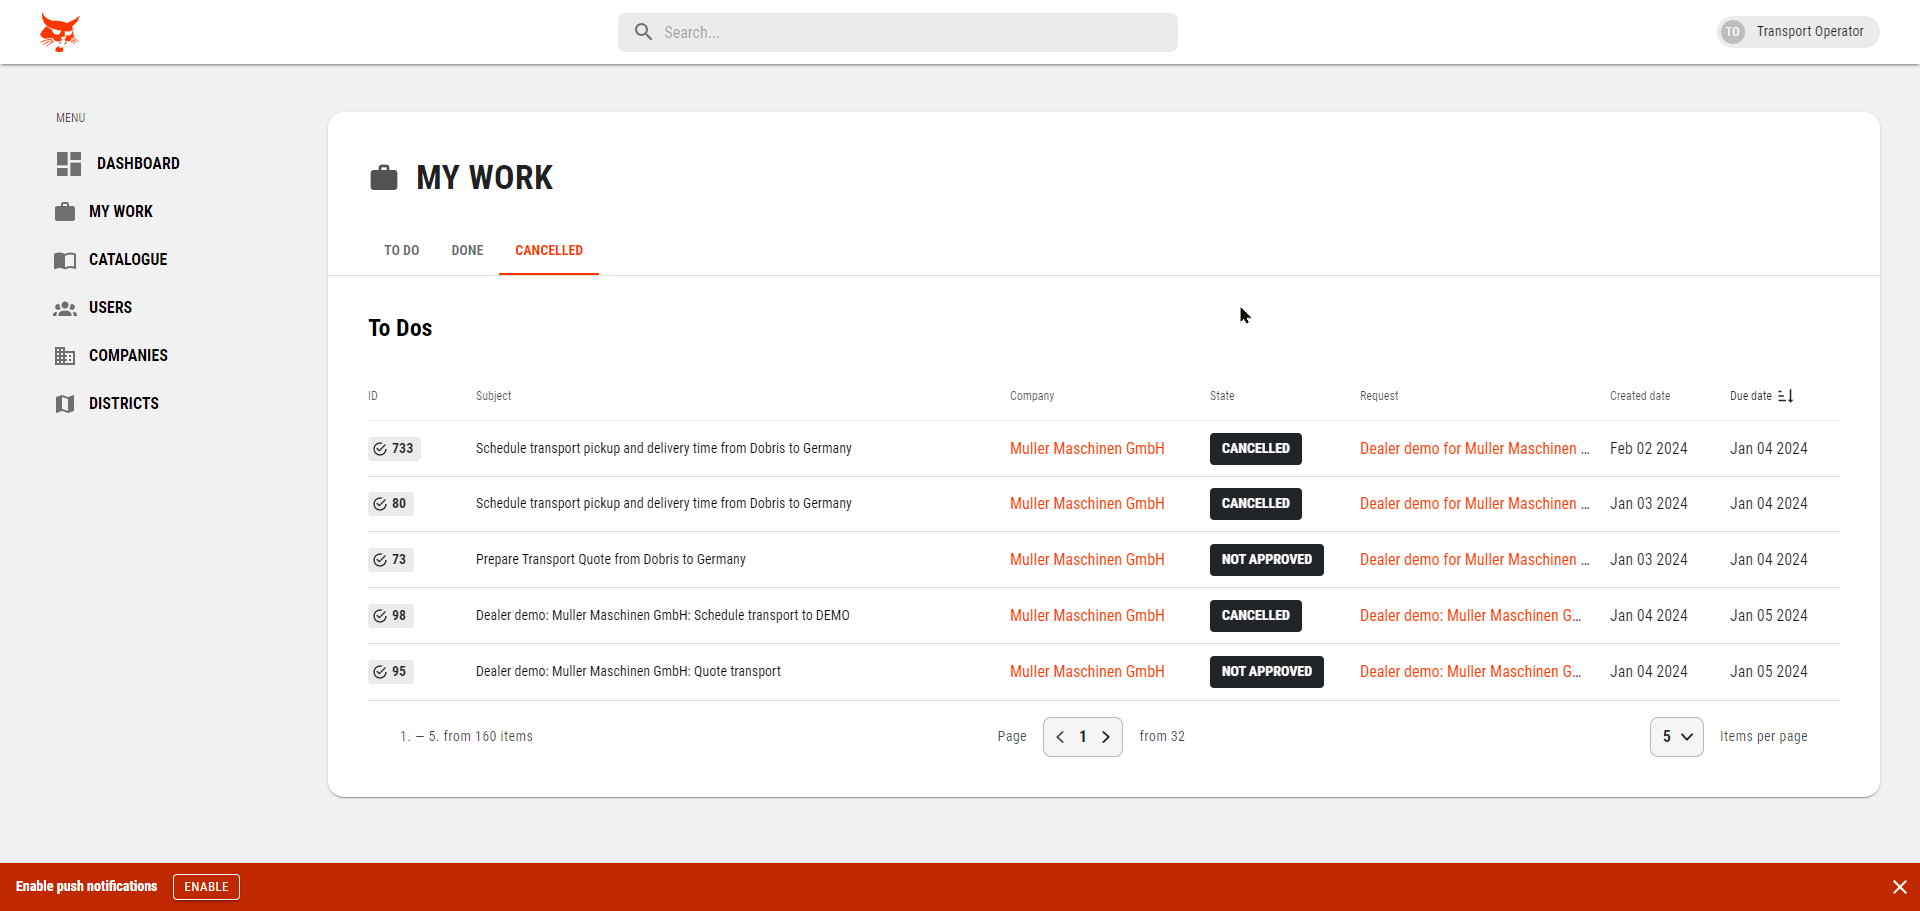 Search...
TO Transport Operator
MENU
DASHBOARD
MY WORK
CATALOGUE
USERS
COMPANIES
DISTRICTS
MY WORK
TO DO DONE CANCELLED
To Dos
ID Subject Company State Request Created date Due date
733 Schedule transport pickup and delivery time from Dobris to Germany Muller Maschinen GmbH CANCELLED Dealer demo for Muller Maschinen ... Feb 02 2024 Jan 04 2024
80 Schedule transport pickup and delivery time from Dobris to Germany Muller Maschinen GmbH CANCELLED Dealer demo for Muller Maschinen ... Jan 03 2024 Jan 04 2024
73 Prepare Transport Quote from Dobris to Germany Muller Maschinen GmbH NOT APPROVED Dealer demo for Muller Maschinen ... Jan 03 2024 Jan 04 2024
98 Dealer demo: Muller Maschinen GmbH: Schedule transport to DEMO Muller Maschinen GmbH CANCELLED Dealer demo: Muller Maschinen G... Jan 04 2024 Jan 05 2024
95 Dealer demo: Muller Maschinen GmbH: Quote transport Muller Maschinen GmbH NOT APPROVED Dealer demo: Muller Maschinen G... Jan 04 2024 Jan 05 2024
1. – 5. from 160 items Page 1 from 32 5 Items per page
Enable push notifications ENABLE